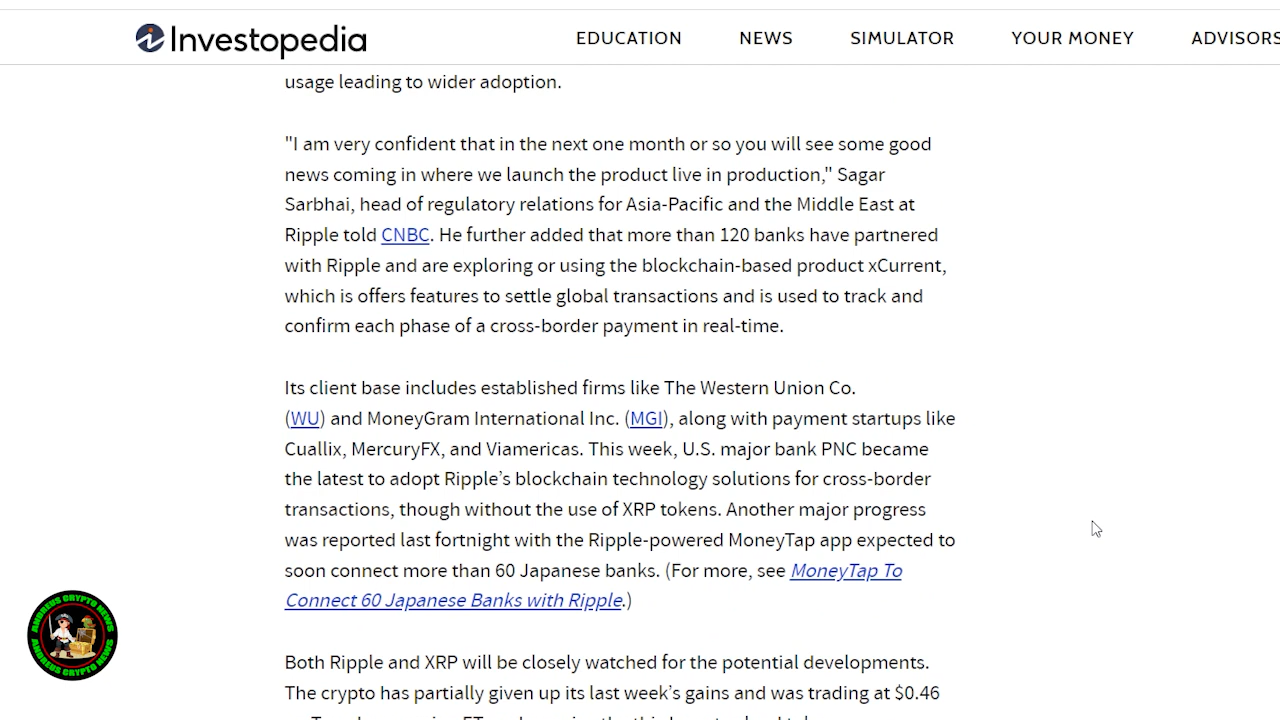 Investopedia
EDUCATION NEWS SIMULATOR YOUR MONEY ADVISORS
usage leading to wider adoption.
"I am very confident that in the next one month or so you will see some good
news coming in where we launch the product live in production," Sagar
Sarbhai, head of regulatory relations for Asia-Pacific and the Middle East at
Ripple told CNBC. He further added that more than 120 banks have partnered
with Ripple and are exploring or using the blockchain-based product xCurrent,
which is offers features to settle global transactions and is used to track and
confirm each phase of a cross-border payment in real-time.
Its client base includes established firms like The Western Union Co.
(WU) and MoneyGram International Inc. (MGI), along with payment startups like
Cuallix, MercuryFX, and Viamericas. This week, U.S. major bank PNC became
the latest to adopt Ripple’s blockchain technology solutions for cross-border
transactions, though without the use of XRP tokens. Another major progress
was reported last fortnight with the Ripple-powered MoneyTap app expected to
soon connect more than 60 Japanese banks. (For more, see MoneyTap To
Connect 60 Japanese Banks with Ripple.)
ANDREUS CRYPTO NEWS
ANDREUS CRYPTO NEWS
Both Ripple and XRP will be closely watched for the potential developments.
The crypto has partially given up its last week’s gains and was trading at $0.46